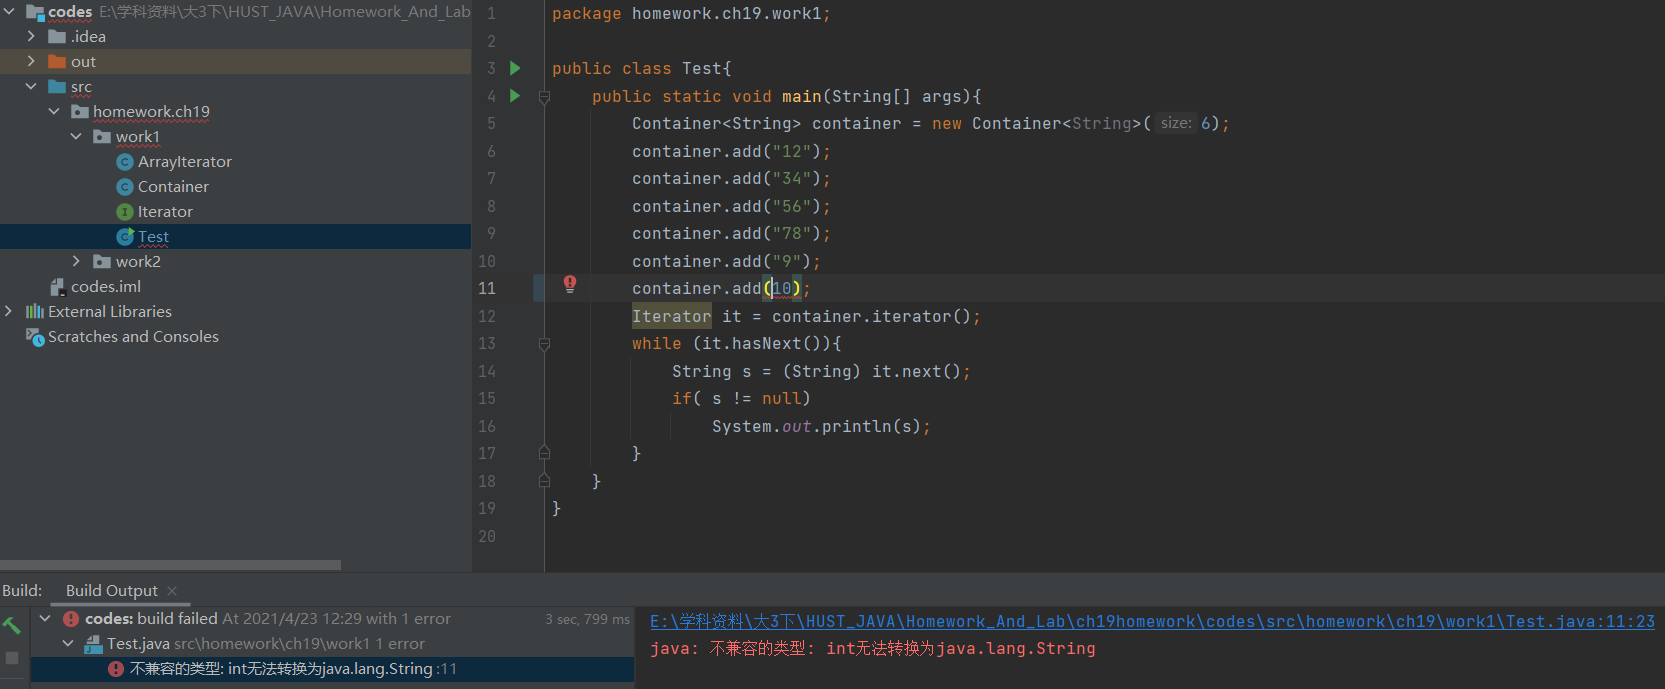 codes E:\学科资料\大3下\HUST_JAVA\Homework_And_Lab
.idea
out
src
homework.ch19
work1
ArrayIterator
Container
Iterator
Test
work2
codes.iml
External Libraries
Scratches and Consoles
1 package homework.ch19.work1;
2
3 public class Test{
4 public static void main(String[] args){
5 Container<String> container = new Container<String>( size: 6);
6 container.add("12");
7 container.add("34");
8 container.add("56");
9 container.add("78");
10 container.add("9");
11 container.add(10);
12 Iterator it = container.iterator();
13 while (it.hasNext()){
14 String s = (String) it.next();
15 if( s != null)
16 System.out.println(s);
17 }
18 }
19 }
20
Build: Build Output
codes: build failed At 2021/4/23 12:29 with 1 error 3 sec, 799 ms
Test.java src\homework\ch19\work1 1 error
不兼容的类型: int无法转换为java.lang.String :11
E:\学科资料\大3下\HUST_JAVA\Homework_And_Lab\ch19homework\codes\src\homework\ch19\work1\Test.java:11:23
java: 不兼容的类型: int无法转换为java.lang.String